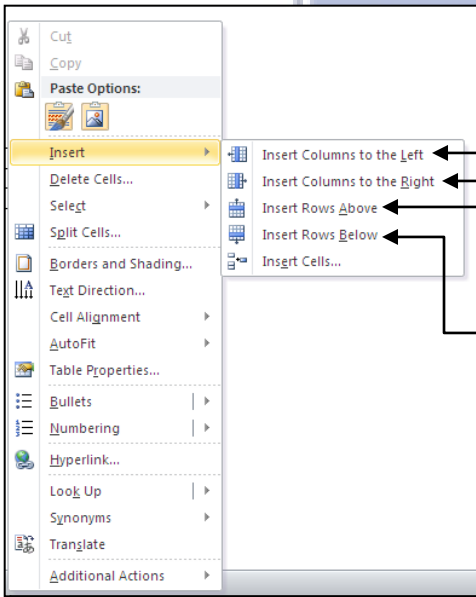 Cut
Copy
Paste Options:
Insert
Delete Cells...
Select
Split Cells...
Borders and Shading...
Text Direction...
Cell Alignment
AutoFit
Table Properties...
Bullets
Numbering
Hyperlink...
Look Up
Synonyms
Translate
Additional Actions
Insert Columns to the Left
Insert Columns to the Right
Insert Rows Above
Insert Rows Below
Insert Cells...